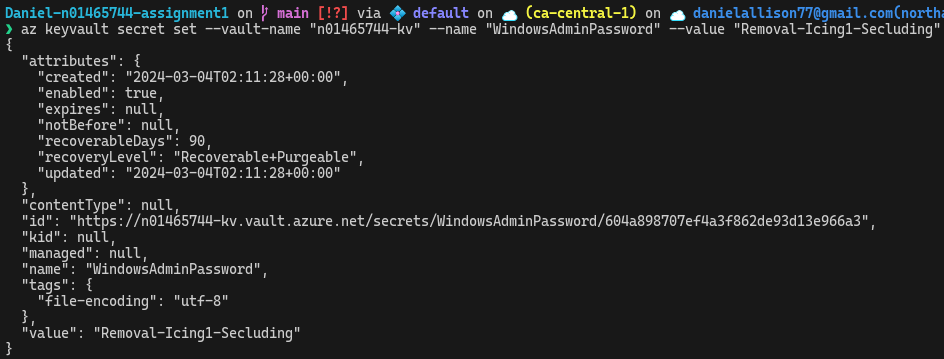 Daniel-n01465744-assignment1 on main [!?] via default on (ca-central-1) on danielallison77@gmail.com(north
❯ az keyvault secret set --vault-name "n01465744-kv" --name "WindowsAdminPassword" --value "Removal-Icing1-Secluding"
{
  "attributes": {
    "created": "2024-03-04T02:11:28+00:00",
    "enabled": true,
    "expires": null,
    "notBefore": null,
    "recoverableDays": 90,
    "recoveryLevel": "Recoverable+Purgeable",
    "updated": "2024-03-04T02:11:28+00:00"
  },
  "contentType": null,
  "id": "https://n01465744-kv.vault.azure.net/secrets/WindowsAdminPassword/604a898707ef4a3f862de93d13e966a3",
  "kid": null,
  "managed": null,
  "name": "WindowsAdminPassword",
  "tags": {
    "file-encoding": "utf-8"
  },
  "value": "Removal-Icing1-Secluding"
}